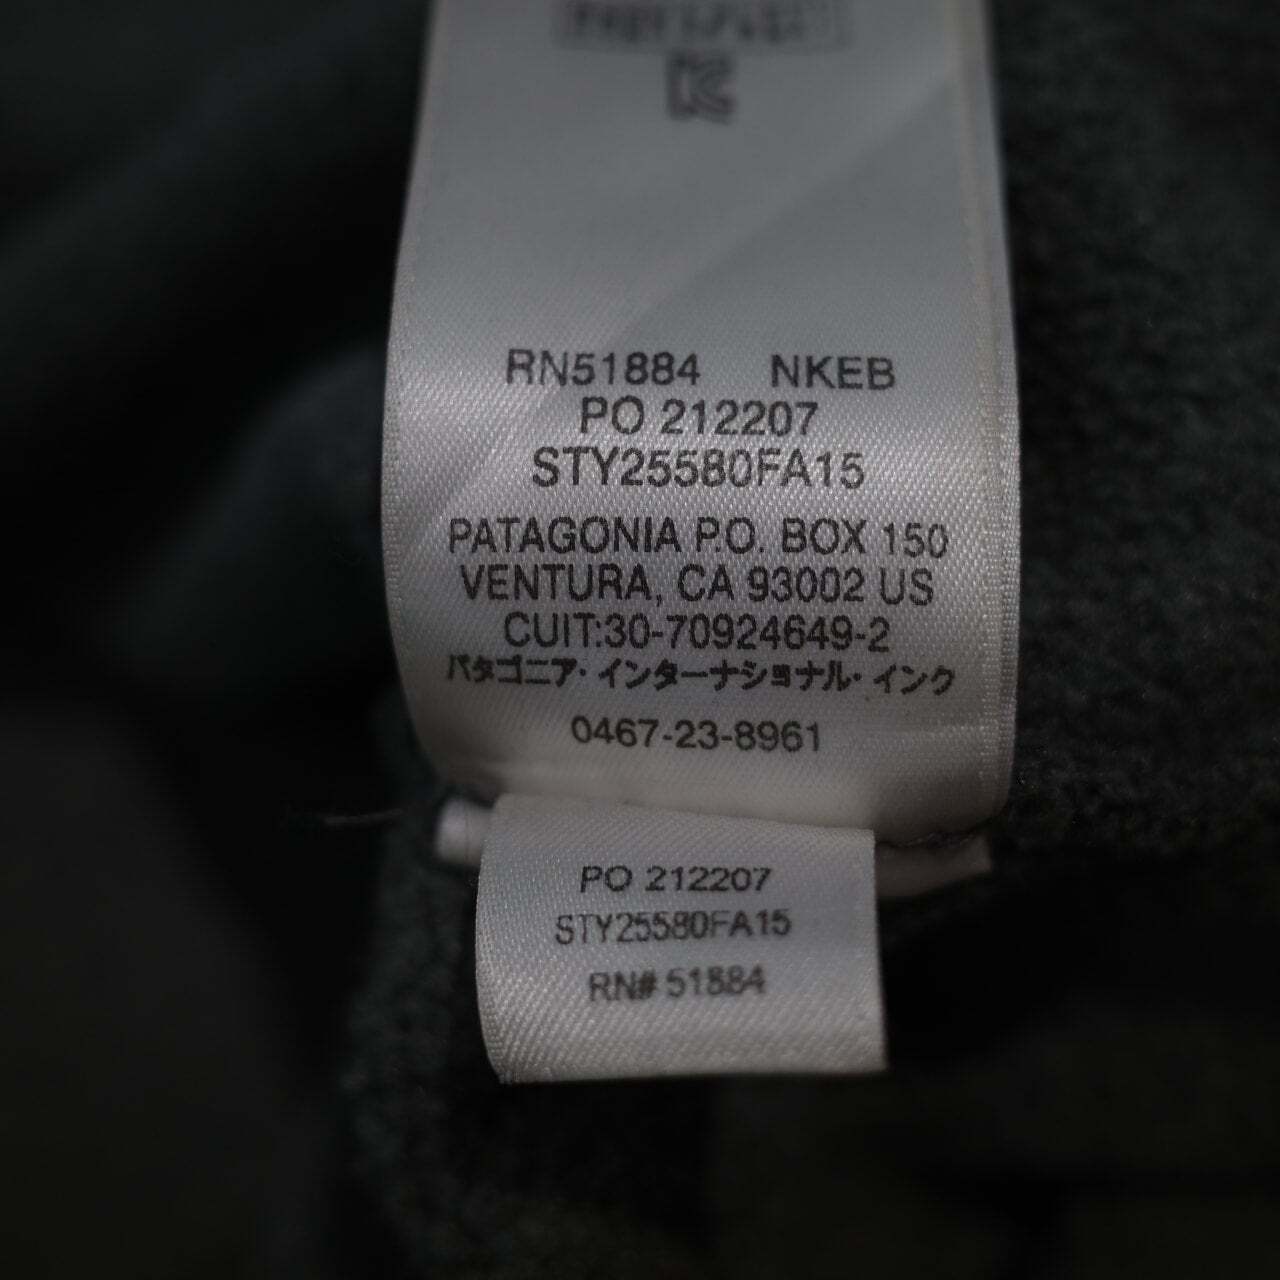 RN51884 NKEB
PO 212207
STY25580FA15
PATAGONIA P.O. BOX 150
VENTURA, CA 93002 US
CUIT:30-70924649-2
パタゴニア・インターナショナル・インク
0467-23-8961
PO 212207
STY25580FA15
RN# 51884